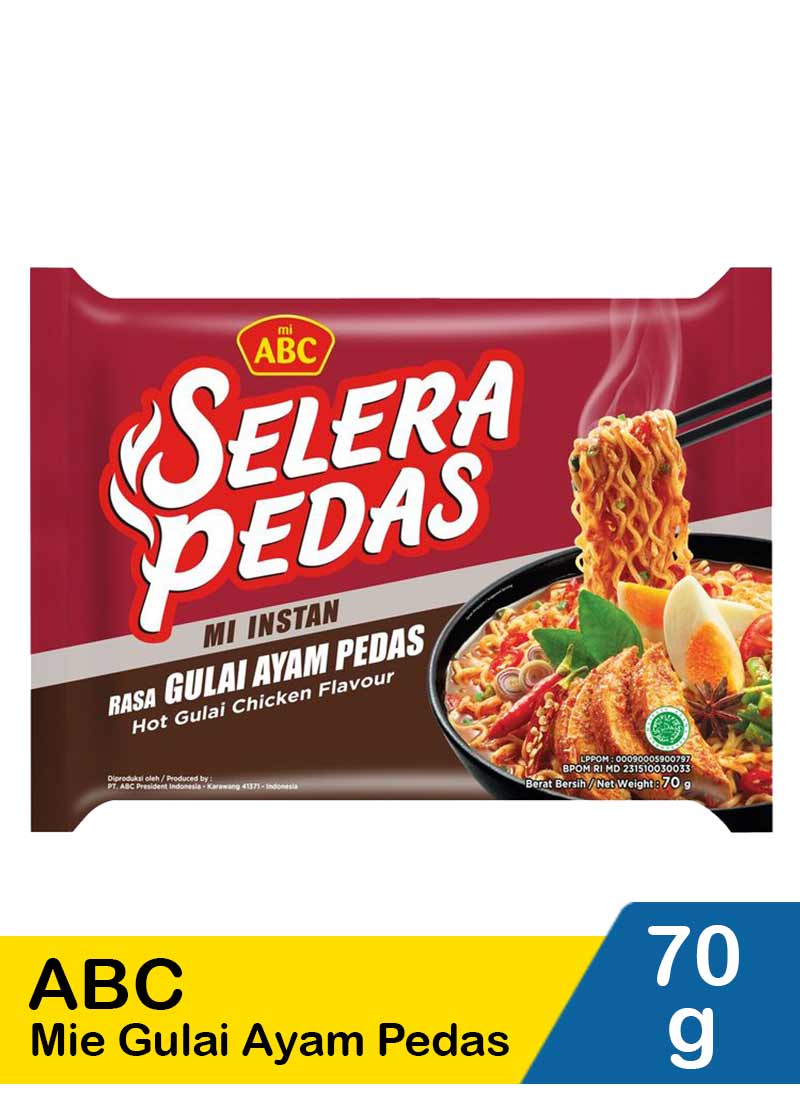 mi
ABC
SELERA
PEDAS
MI INSTAN
RASA GULAI AYAM PEDAS
Hot Gulai Chicken Flavour
Diproduksi oleh / Produced by :
PT. ABC President Indonesia - Karawang 41371 - Indonesia
LPPOM : 00090005900797
BPOM RI MD 231510030033
Berat Bersih / Net Weight : 70 g
ABC
Mie Gulai Ayam Pedas
70
g